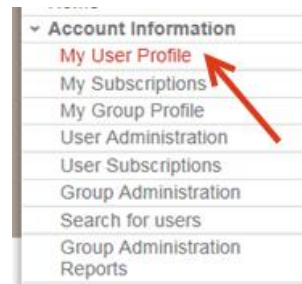 Account Information
My User Profile
My Subscriptions
My Group Profile
User Administration
User Subscriptions
Group Administration
Search for users
Group Administration
Reports